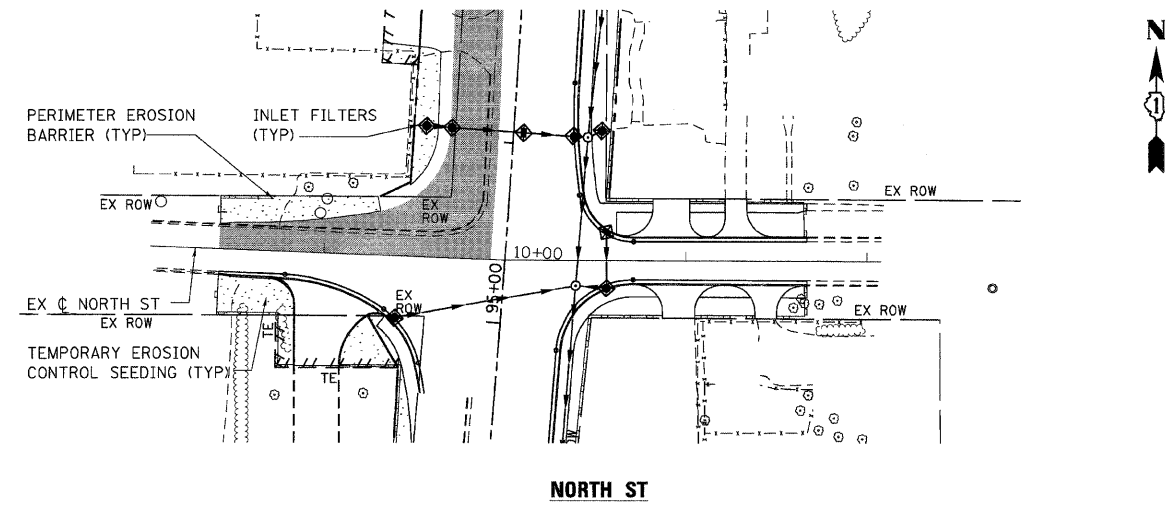 N
1
PERIMETER EROSION
BARRIER (TYP)
INLET FILTERS
(TYP)
EX ROW
EX
ROW
EX ROW
10+00
95+00
EX ℄ NORTH ST
EX ROW
EX
ROW
EX ROW
TE
TEMPORARY EROSION
CONTROL SEEDING (TYP)
TE
NORTH ST